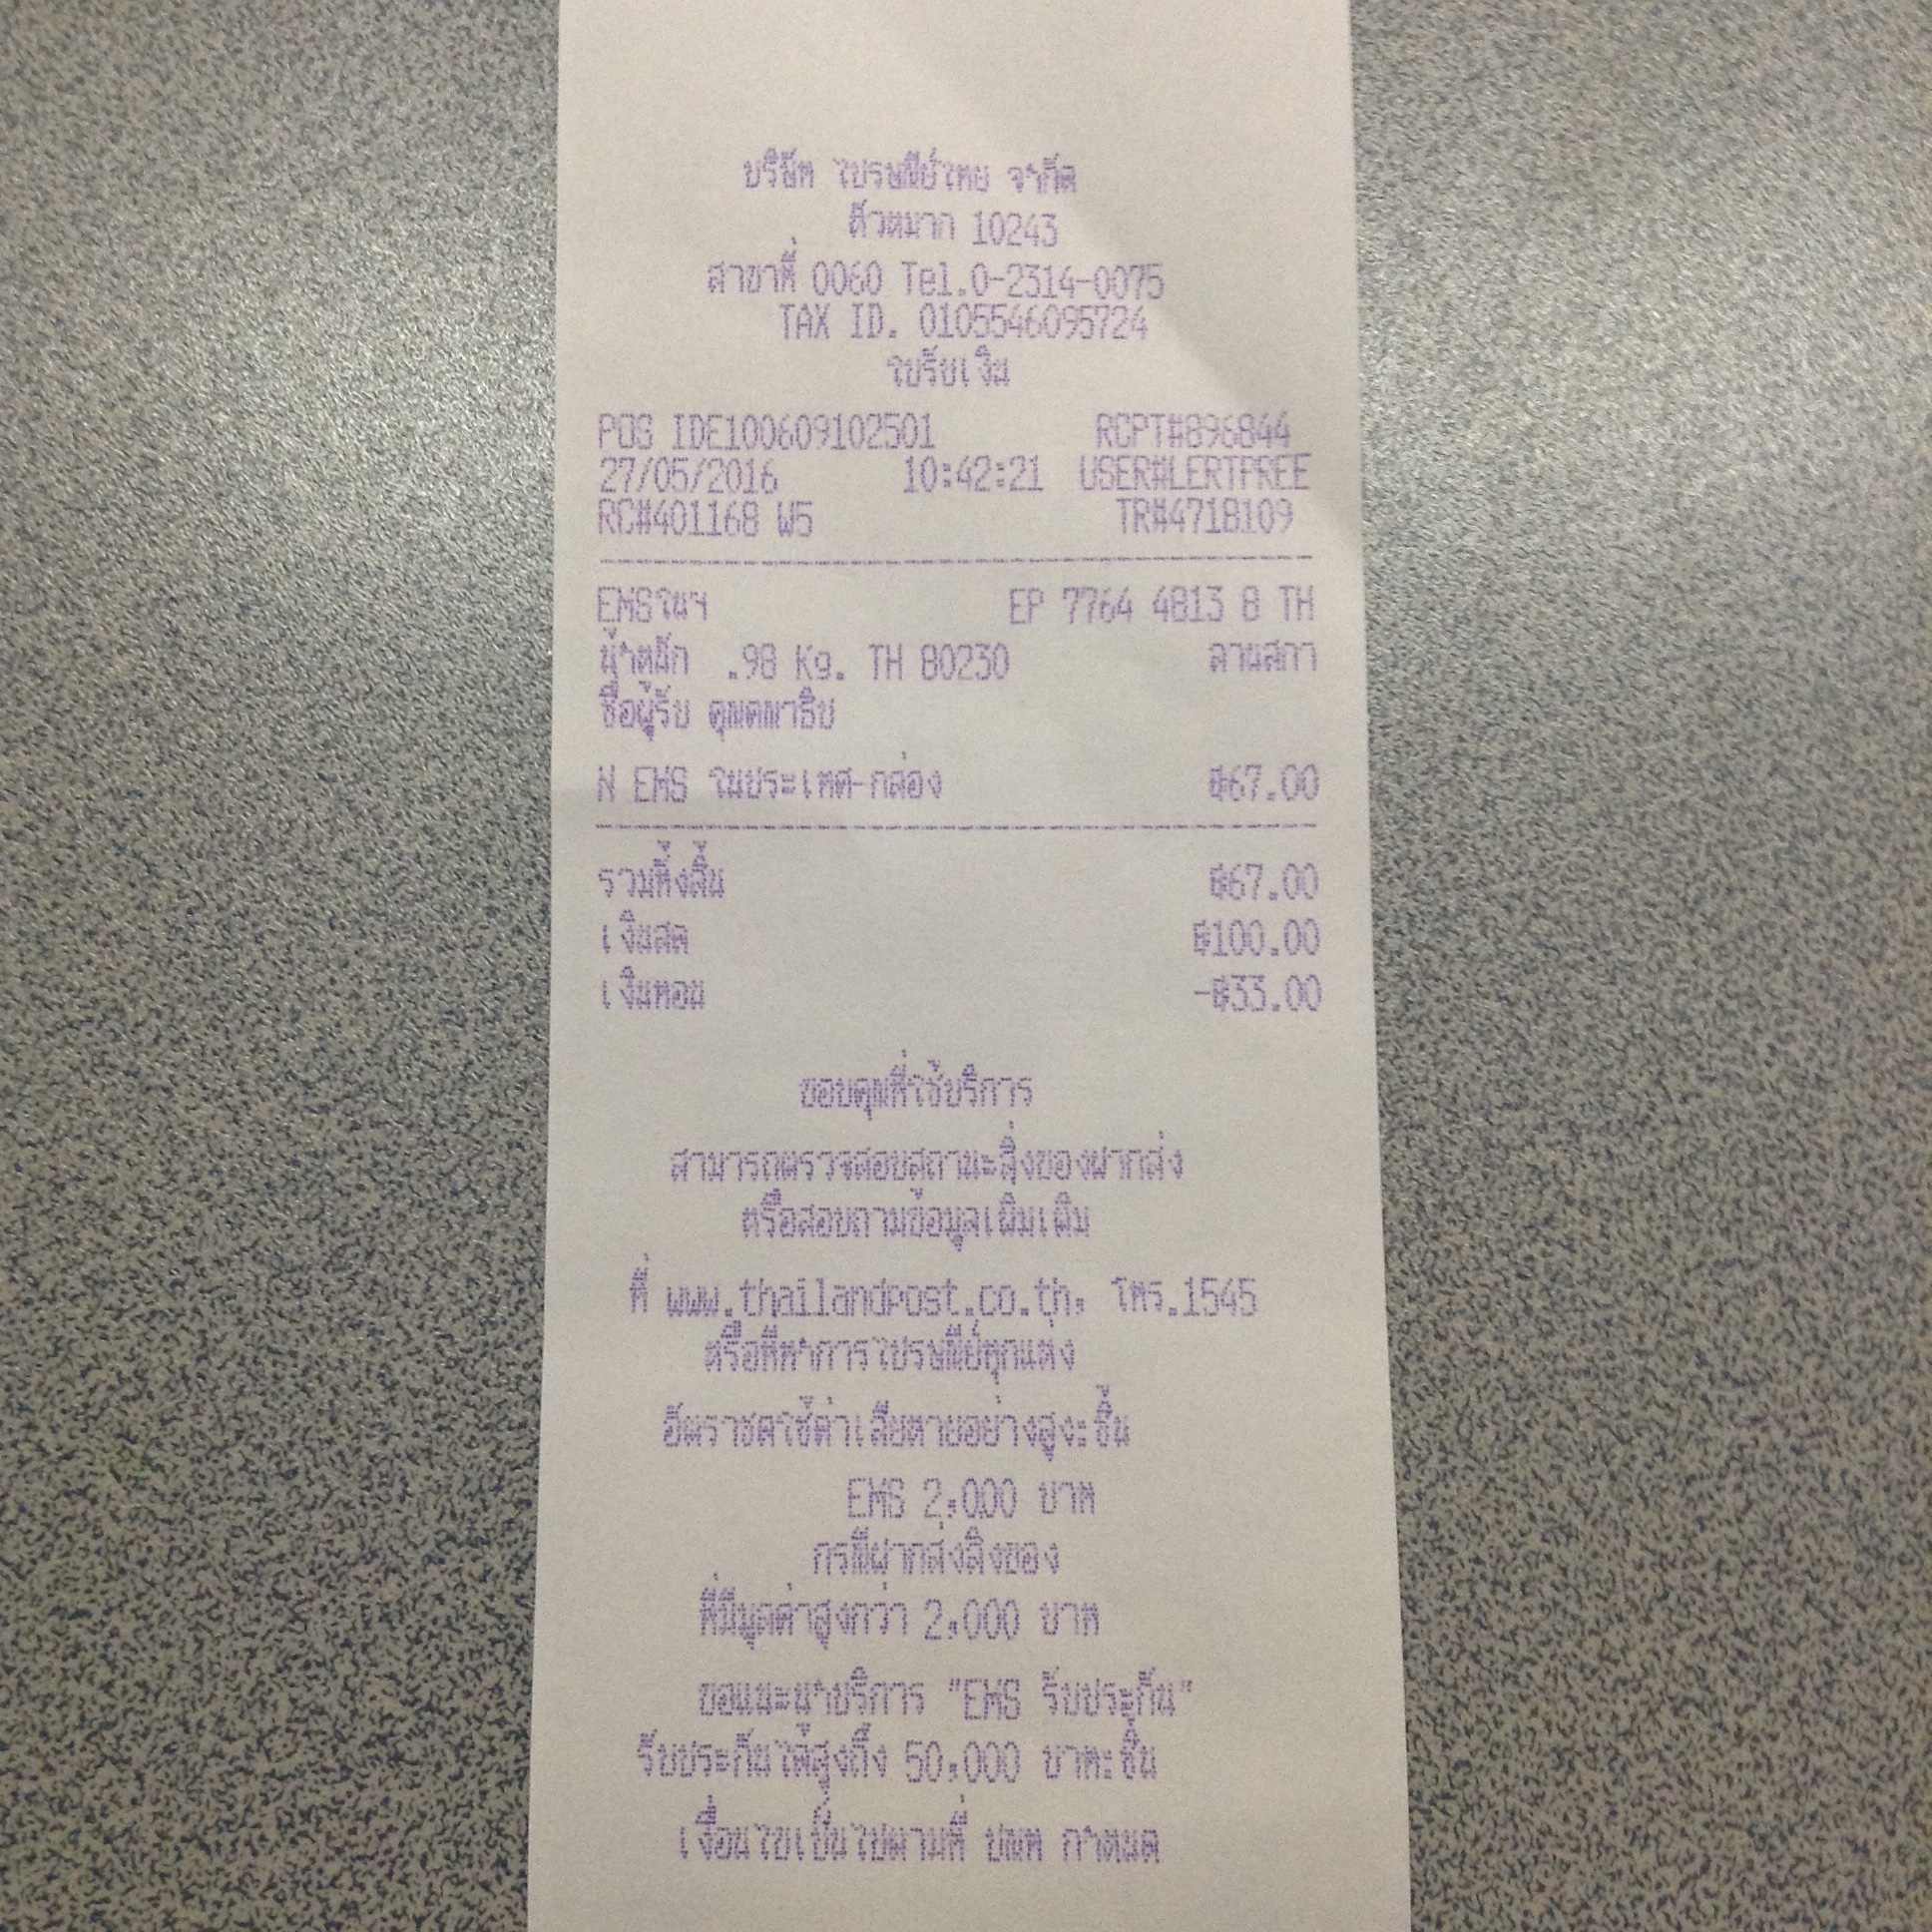 บริษัท ไปรษณีย์ไทย จำกัด
หัวหมาก 10243
สาขาที่ 0060 Tel.0-2314-0075
TAX ID. 0105546095724
ใบรับเงิน
POS IDE100609102501 RCPT#896844
27/05/2016 10:42:21 USER#LERTPREE
RC#401168 W5 TR#4718109
EMSในฯ EP 7764 4813 8 TH
น้ำหนัก .98 Kg. TH 80230 ลานสกา
ชื่อผู้รับ คุณคณาธิป
N EMS ในประเทศ-กล่อง ฿67.00
รวมทั้งสิ้น ฿67.00
เงินสด ฿100.00
เงินทอน -฿33.00
ขอบคุณที่ใช้บริการ
สามารถตรวจสอบสถานะสิ่งของฝากส่ง
หรือสอบถามข้อมูลเพิ่มเติม
ที่ www.thailandpost.co.th, โทร.1545
หรือที่ทำการไปรษณีย์ทุกแห่ง
อัตราชดใช้ค่าเสียหายอย่างสูงะชิ้น
EMS 2,000 บาท
กรณีฝากส่งสิ่งของ
ที่มีมูลค่าสูงกว่า 2,000 บาท
ขอแนะนำบริการ "EMS รับประกัน"
รับประกันได้สูงถึง 50,000 บาทะชิ้น
เงื่อนไขเป็นไปตามที่ ปณท กำหนด